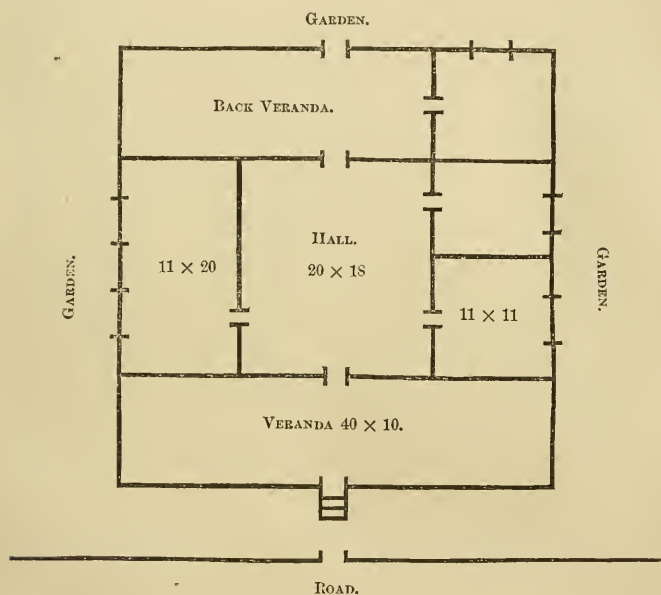 GARDEN.
BACK VERANDA.
HALL.
11 × 20
20 × 18
GARDEN.
GARDEN.
11 × 11
VERANDA 40 × 10.
ROAD.